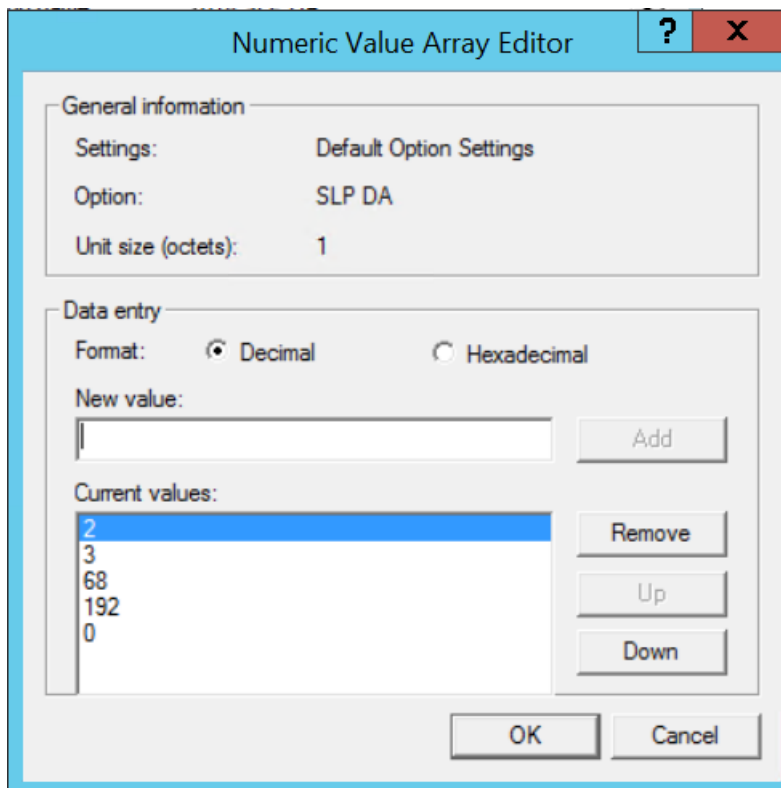 Numeric Value Array Editor ? X
General information
Settings: Default Option Settings
Option: SLP DA
Unit size (octets): 1
Data entry
Format: Decimal Hexadecimal
New value:
Add
Current values:
2
Remove
3
68
Up
192
0
Down
OK Cancel